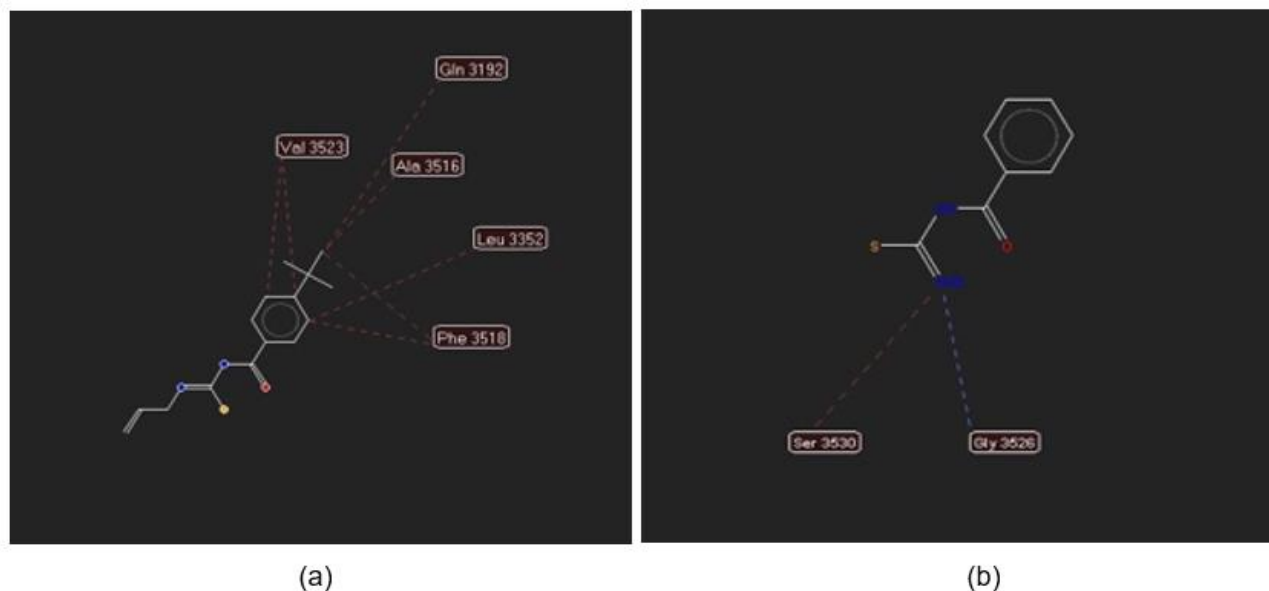 Gln 3192
Val 3523
Ala 3516
Leu 3352
Phe 3518
S
O
Ser 3530
Gly 3526
(a)
(b)